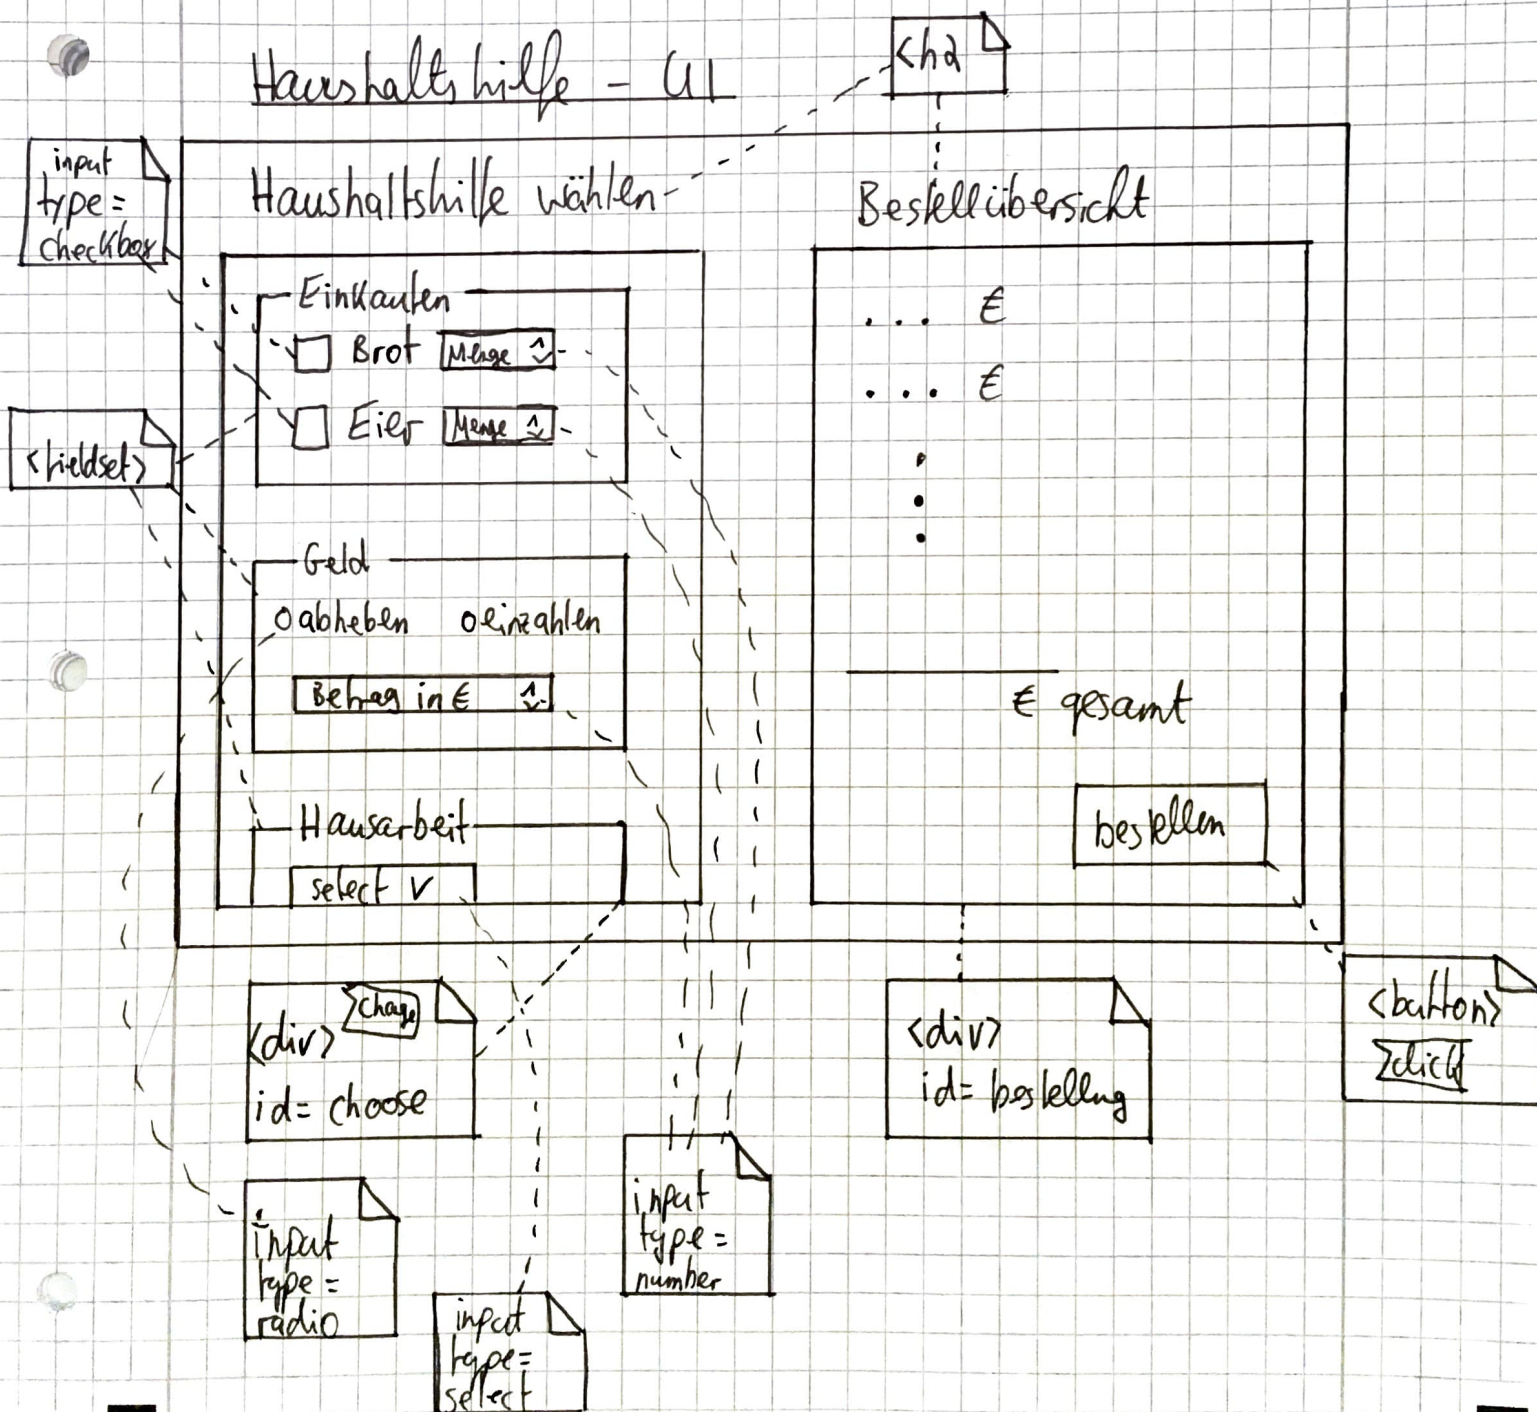 Haushaltshilfe - UI
<h2
input
type=
checkbox
Haushaltshilfe wählen
Bestellübersicht
Einkaufen
Brot Menge
Eier Menge
<fieldset>
... €
... €
Geld
abheben einzahlen
Betrag in €
€ gesamt
Hausarbeit
select v
bestellen
change
<div>
id= choose
<div>
id= bestellung
<button>
click
input
type=
radio
input
type=
number
input
type=
select